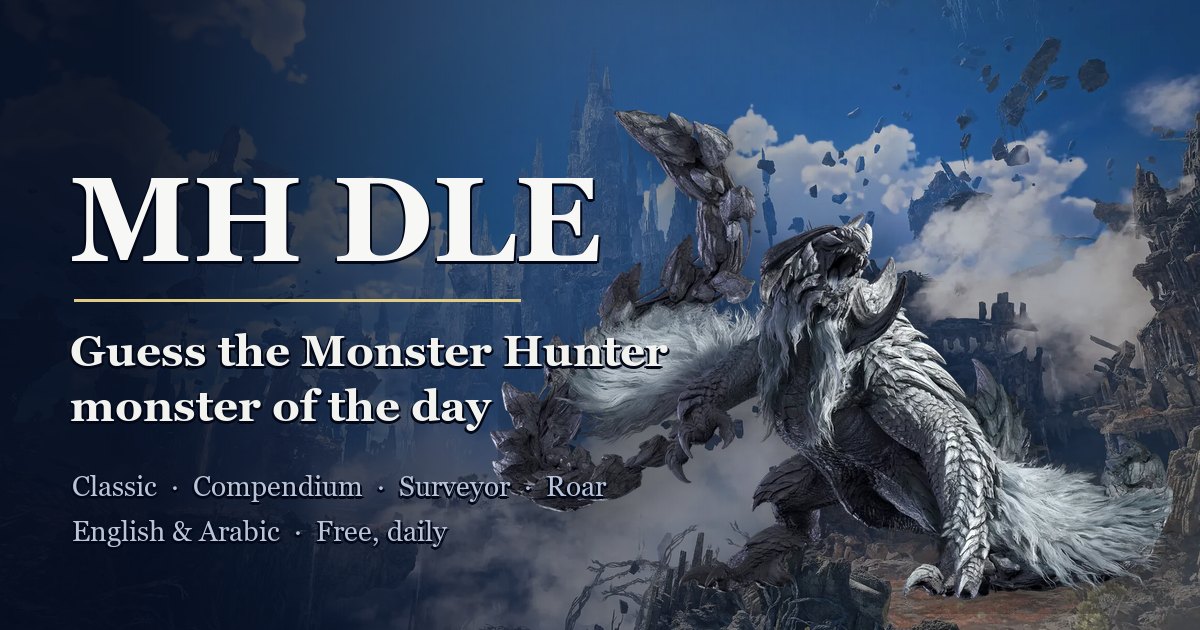 MH DLE
Guess the Monster Hunter
monster of the day
Classic · Compendium · Surveyor · Roar
English & Arabic · Free, daily